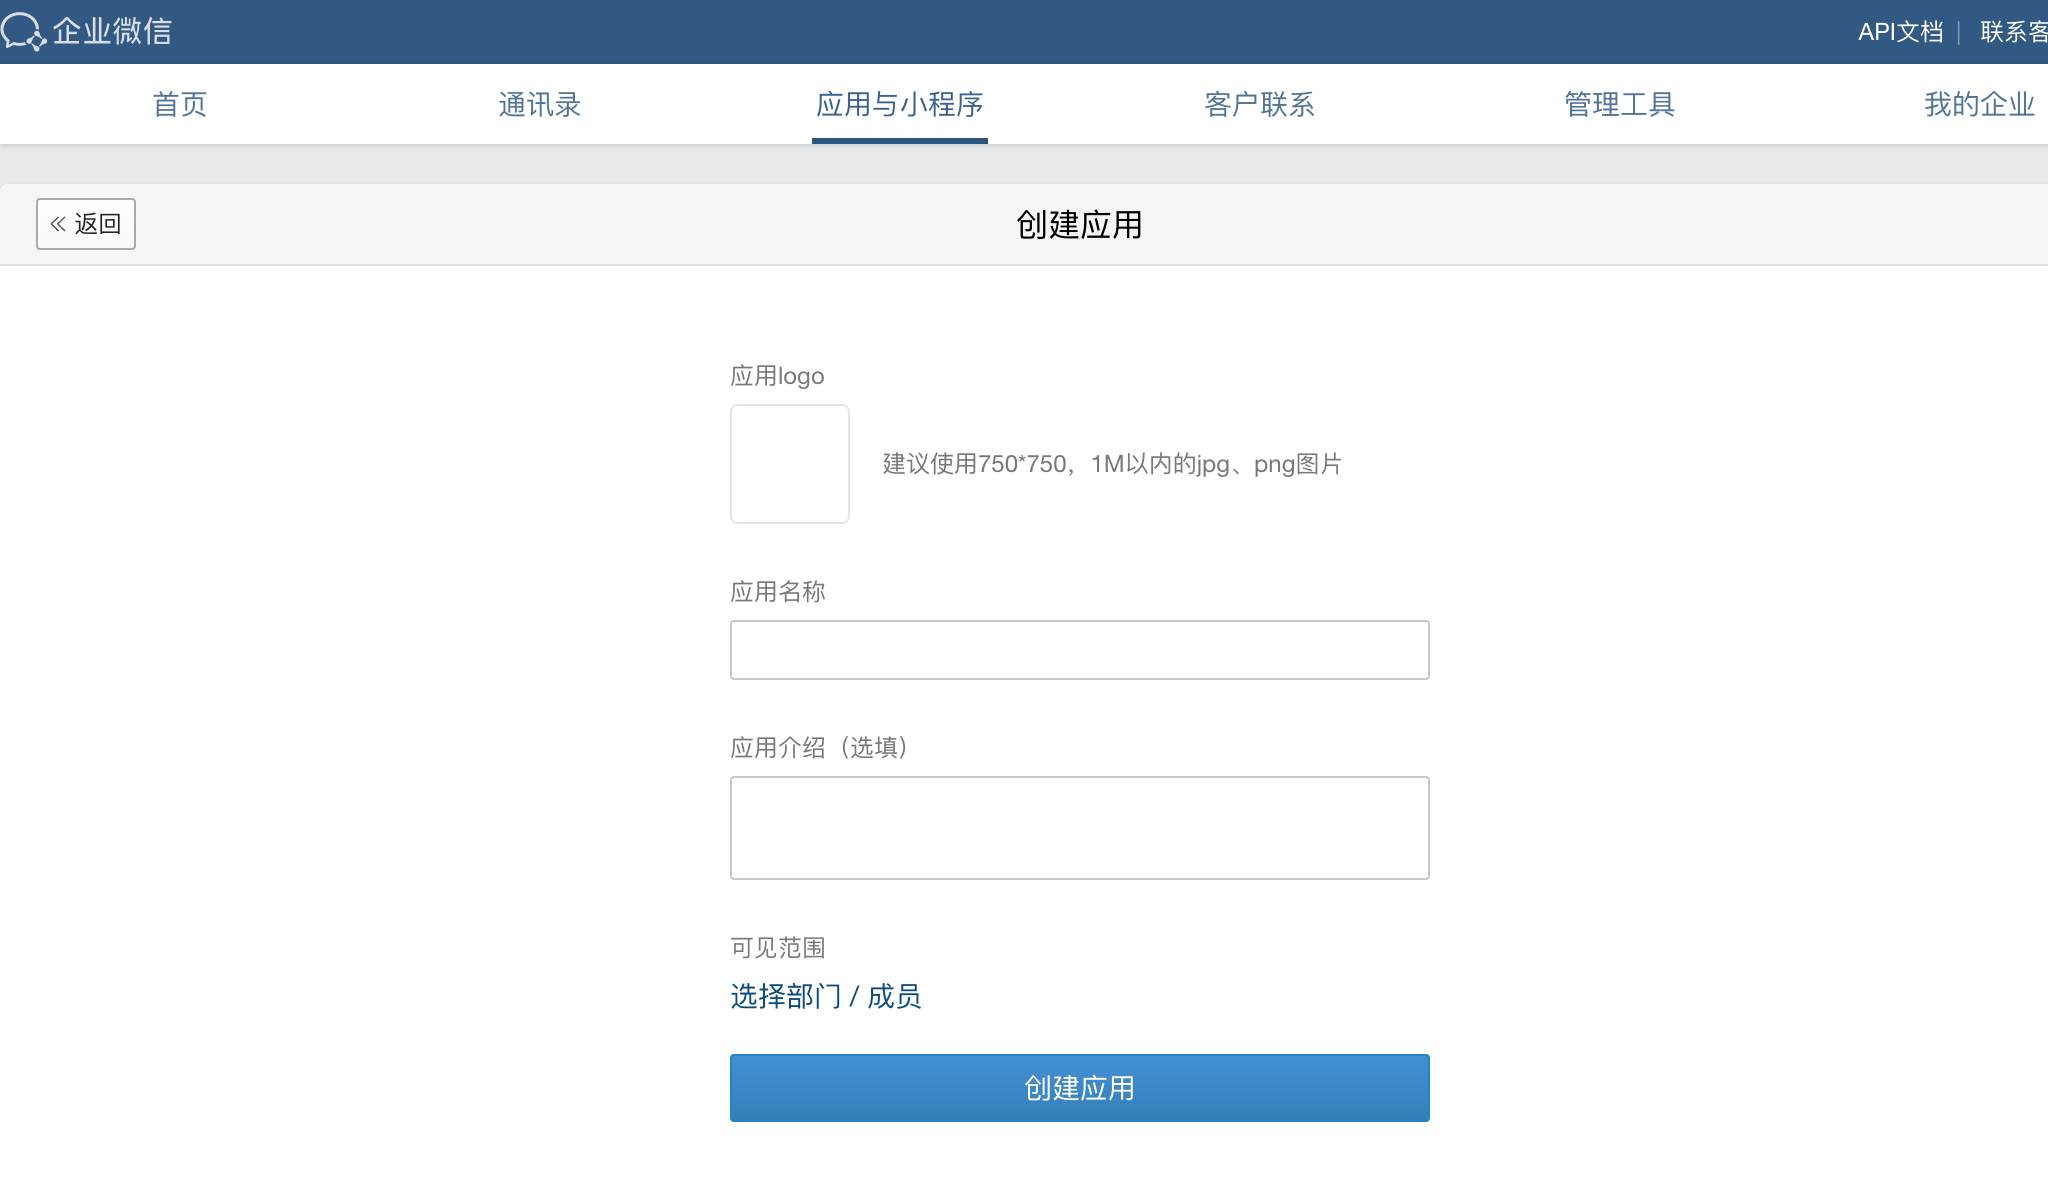 企业微信
API文档 | 联系客
首页 通讯录 应用与小程序 客户联系 管理工具 我的企业
« 返回 创建应用
应用logo
建议使用750*750，1M以内的jpg、png图片
应用名称
应用介绍（选填）
可见范围
选择部门 / 成员
创建应用